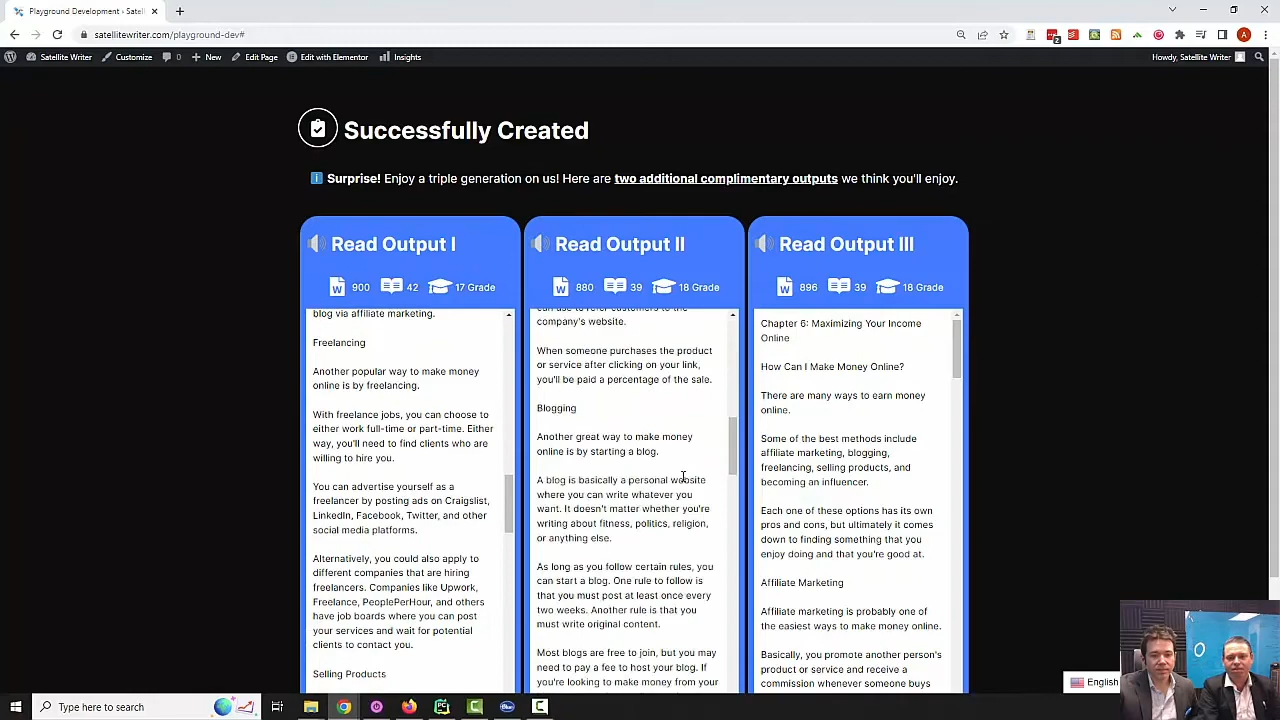 Playground Development › Satell
satellitewriter.com/playground-dev#
2
A
Satellite Writer
Customize
0
New
Edit Page
Edit with Elementor
Insights
Howdy, Satellite Writer
Successfully Created
Surprise! Enjoy a triple generation on us! Here are two additional complimentary outputs we think you'll enjoy.
Read Output I
W 900 42 17 Grade
blog via affiliate marketing.
Freelancing
Another popular way to make money
online is by freelancing.
With freelance jobs, you can choose to
either work full-time or part-time. Either
way, you'll need to find clients who are
willing to hire you.
You can advertise yourself as a
freelancer by posting ads on Craigslist,
LinkedIn, Facebook, Twitter, and other
social media platforms.
Alternatively, you could also apply to
different companies that are hiring
freelancers. Companies like Upwork,
Freelance, PeoplePerHour, and others
have job boards where you can post
your services and wait for potential
clients to contact you.
Selling Products
Read Output II
W 880 39 18 Grade
can use to refer customers to the
company's website.
When someone purchases the product
or service after clicking on your link,
you'll be paid a percentage of the sale.
Blogging
Another great way to make money
online is by starting a blog.
A blog is basically a personal website
where you can write whatever you
want. It doesn't matter whether you're
writing about fitness, politics, religion,
or anything else.
As long as you follow certain rules, you
can start a blog. One rule to follow is
that you must post at least once every
two weeks. Another rule is that you
must write original content.
Most blogs are free to join, but you may
need to pay a fee to host your blog. If
you're looking to make money from your
Read Output III
W 896 39 18 Grade
Chapter 6: Maximizing Your Income
Online
How Can I Make Money Online?
There are many ways to earn money
online.
Some of the best methods include
affiliate marketing, blogging,
freelancing, selling products, and
becoming an influencer.
Each one of these options has its own
pros and cons, but ultimately it comes
down to finding something that you
enjoy doing and that you're good at.
Affiliate Marketing
Affiliate marketing is probably one of
the easiest ways to make money online.
Basically, you promote another person's
product or service and receive a
commission whenever someone buys
English
Type here to search